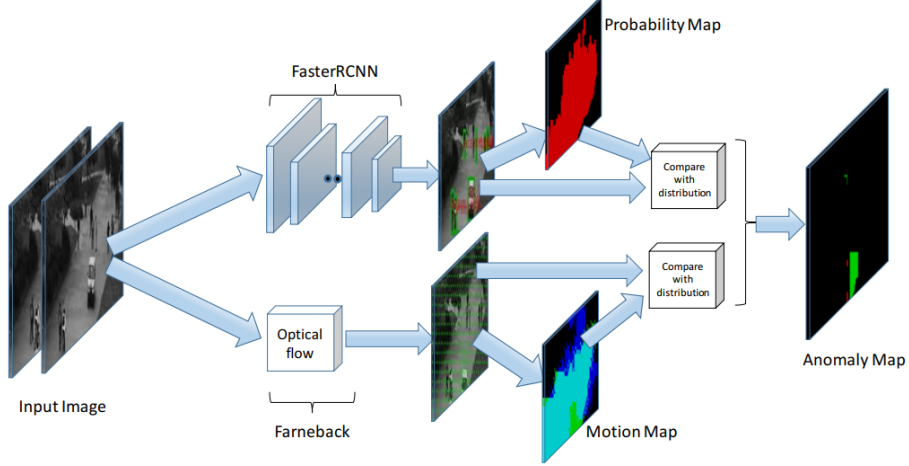 Probability Map
FasterRCNN
Compare
with
distribution
Compare
with
distribution
Optical
flow
Anomaly Map
Input Image
Farneback
Motion Map